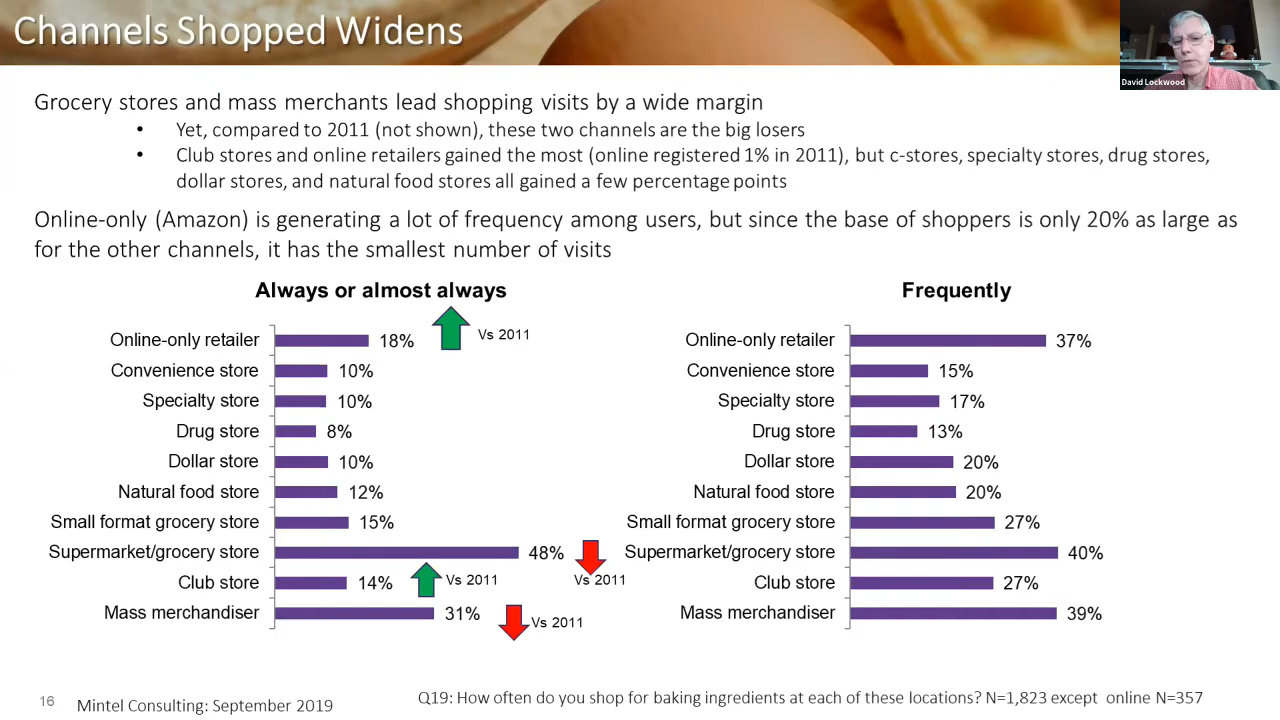 Channels Shopped Widens
David Lockwood
Grocery stores and mass merchants lead shopping visits by a wide margin
• Yet, compared to 2011 (not shown), these two channels are the big losers
• Club stores and online retailers gained the most (online registered 1% in 2011), but c-stores, specialty stores, drug stores,
dollar stores, and natural food stores all gained a few percentage points
Online-only (Amazon) is generating a lot of frequency among users, but since the base of shoppers is only 20% as large as
for the other channels, it has the smallest number of visits
Always or almost always
Online-only retailer 18% Vs 2011
Convenience store 10%
Specialty store 10%
Drug store 8%
Dollar store 10%
Natural food store 12%
Small format grocery store 15%
Supermarket/grocery store 48% Vs 2011
Club store 14% Vs 2011
Mass merchandiser 31% Vs 2011
Frequently
Online-only retailer 37%
Convenience store 15%
Specialty store 17%
Drug store 13%
Dollar store 20%
Natural food store 20%
Small format grocery store 27%
Supermarket/grocery store 40%
Club store 27%
Mass merchandiser 39%
16
Mintel Consulting: September 2019
Q19: How often do you shop for baking ingredients at each of these locations? N=1,823 except online N=357